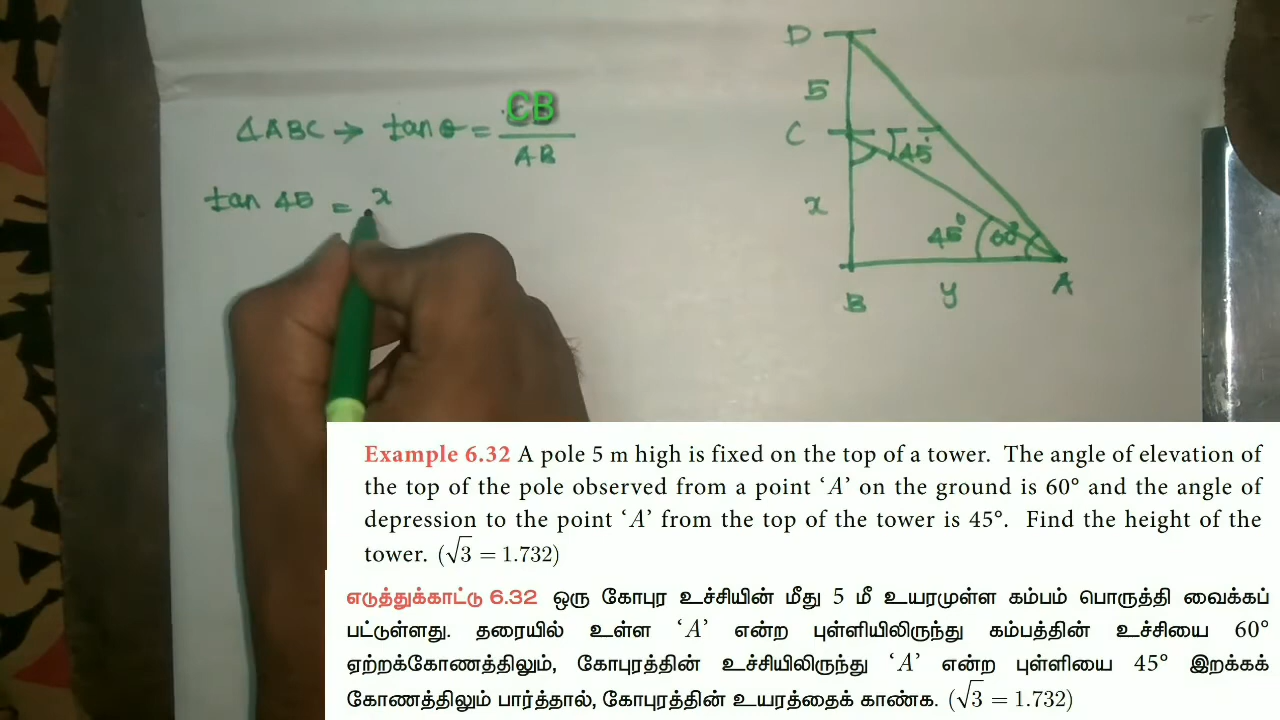 ∆ABC → tan θ = CB / AB
tan 45 = x
D
5
C
45°
x
45° 60°
B y A
Example 6.32 A pole 5 m high is fixed on the top of a tower. The angle of elevation of
the top of the pole observed from a point ‘A’ on the ground is 60° and the angle of
depression to the point ‘A’ from the top of the tower is 45°. Find the height of the
tower. (√3 = 1.732)
எடுத்துக்காட்டு 6.32 ஒரு கோபுர உச்சியின் மீது 5 மீ உயரமுள்ள கம்பம் பொருத்தி வைக்கப்
பட்டுள்ளது. தரையில் உள்ள ‘A’ என்ற புள்ளியிலிருந்து கம்பத்தின் உச்சியை 60°
ஏற்றக்கோணத்திலும், கோபுரத்தின் உச்சியிலிருந்து ‘A’ என்ற புள்ளியை 45° இறக்கக்
கோணத்திலும் பார்த்தால், கோபுரத்தின் உயரத்தைக் காண்க. (√3 = 1.732)